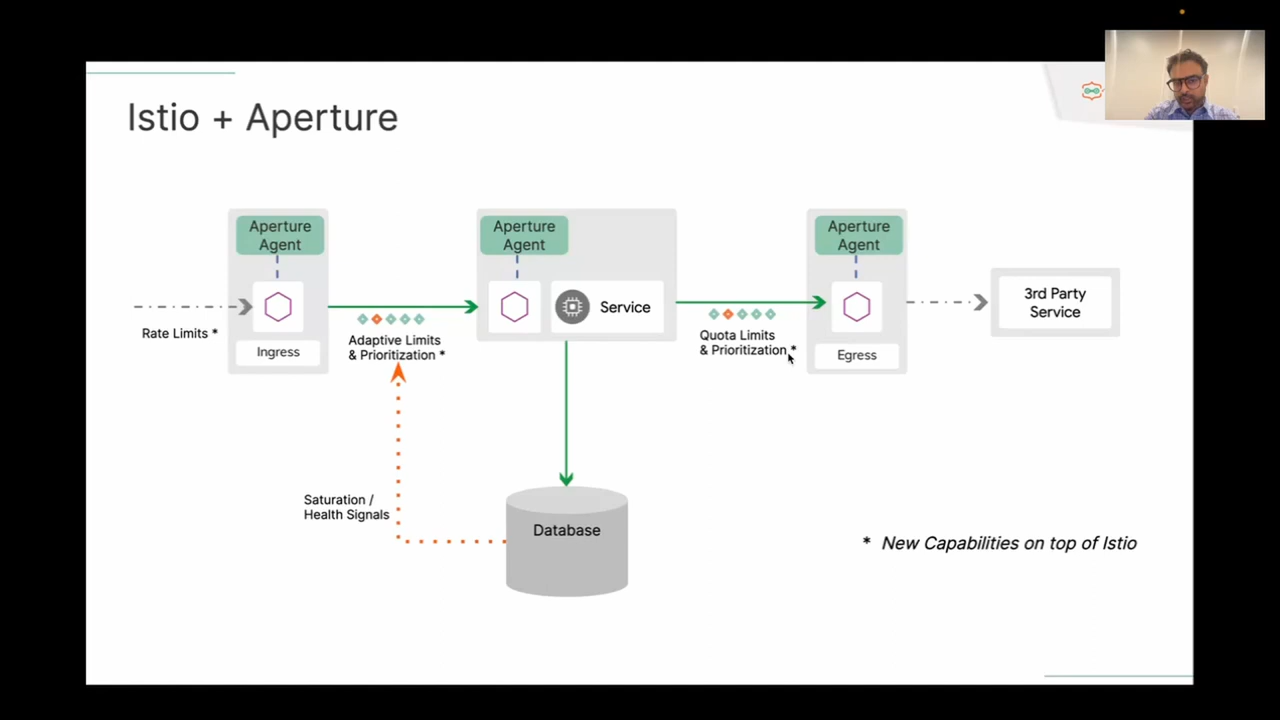 Istio + Aperture
Aperture
Agent
Aperture
Agent
Aperture
Agent
Rate Limits *
Ingress
Adaptive Limits
& Prioritization *
Service
Quota Limits
& Prioritization *
Egress
3rd Party
Service
Saturation /
Health Signals
Database
* New Capabilities on top of Istio